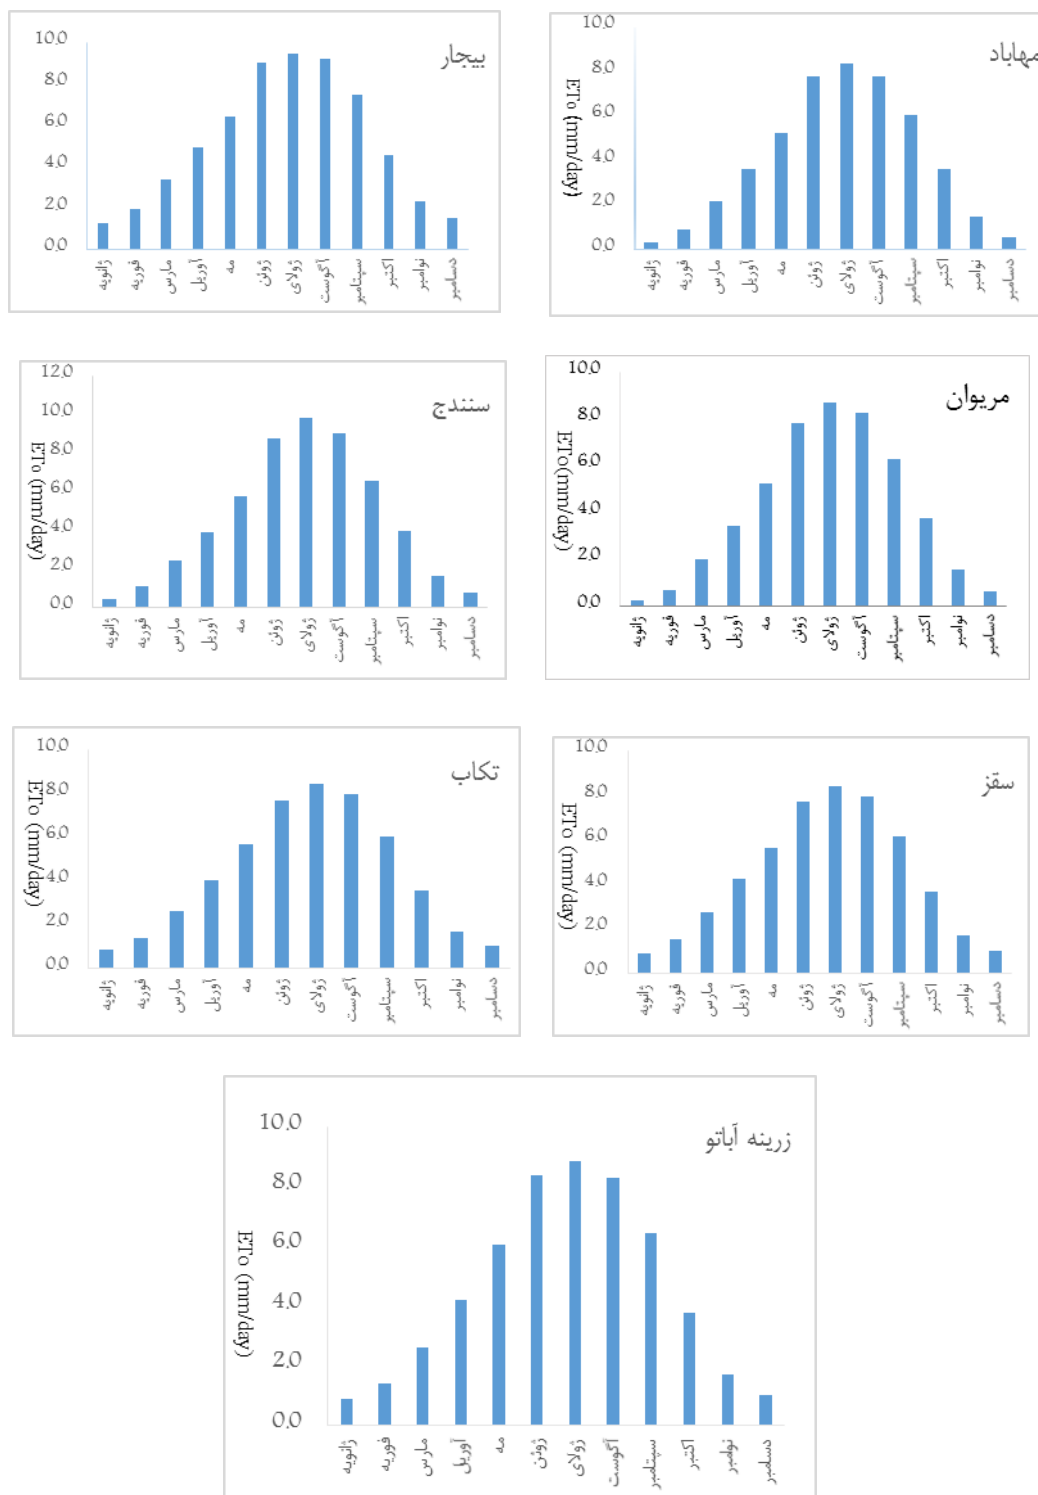 بیجار
10.0
8.0
6.0
4.0
2.0
0.0
ژانویه
فوریه
مارس
آوریل
مه
ژوئن
ژولای
آگوست
سپتامبر
اکتبر
نوامبر
دسامبر
مهاباد
ETo (mm/day)
10.0
8.0
6.0
4.0
2.0
0.0
ژانویه
فوریه
مارس
آوریل
مه
ژوئن
ژولای
آگوست
سپتامبر
اکتبر
نوامبر
دسامبر
سنندج
ETo (mm/day)
12.0
10.0
8.0
6.0
4.0
2.0
0.0
ژانویه
فوریه
مارس
آوریل
مه
ژوئن
ژولای
آگوست
سپتامبر
اکتبر
نوامبر
دسامبر
مریوان
ETo(mm/day)
10.0
8.0
6.0
4.0
2.0
0.0
ژانویه
فوریه
مارس
آوریل
مه
ژوئن
ژولای
آگوست
سپتامبر
اکتبر
نوامبر
دسامبر
تکاب
ETo (mm/day)
10.0
8.0
6.0
4.0
2.0
0.0
ژانویه
فوریه
مارس
آوریل
مه
ژوئن
ژولای
آگوست
سپتامبر
اکتبر
نوامبر
دسامبر
سقز
ETo (mm/day)
10.0
8.0
6.0
4.0
2.0
0.0
ژانویه
فوریه
مارس
آوریل
مه
ژوئن
ژولای
آگوست
سپتامبر
اکتبر
نوامبر
دسامبر
زرینه آباتو
ETo (mm/day)
10.0
8.0
6.0
4.0
2.0
0.0
ژانویه
فوریه
مارس
آوریل
مه
ژوئن
ژولای
آگوست
سپتامبر
اکتبر
نوامبر
دسامبر